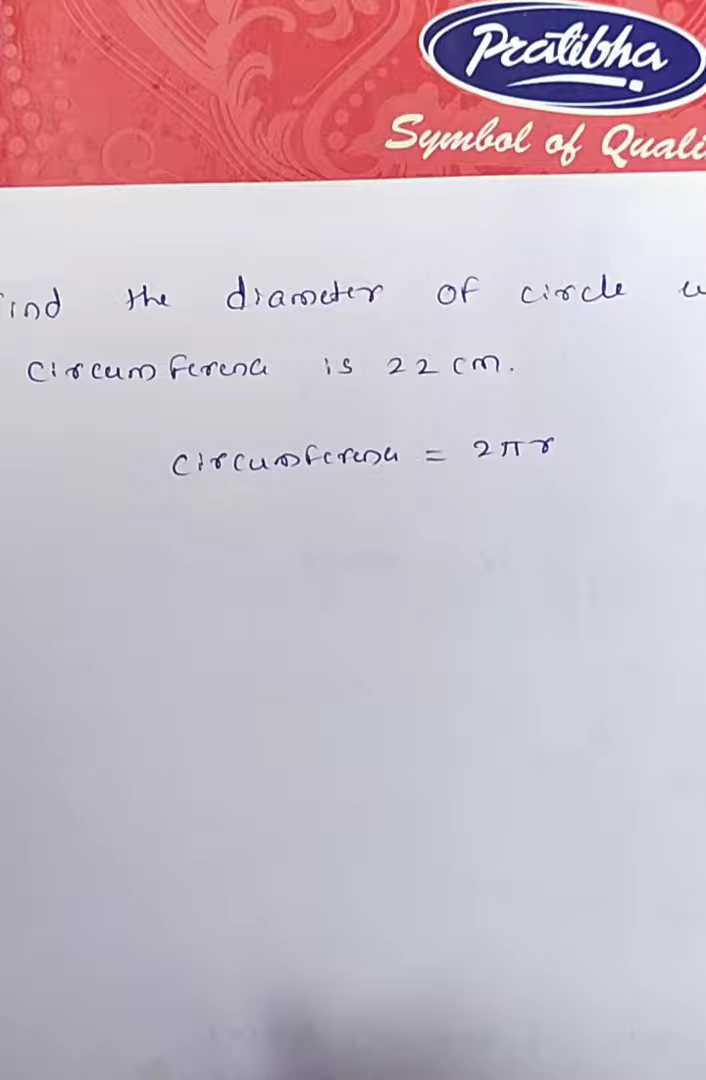 Pratibha
Symbol of Quali
ind the diameter of circle
circumference is 22 cm.
circumference = 2πr